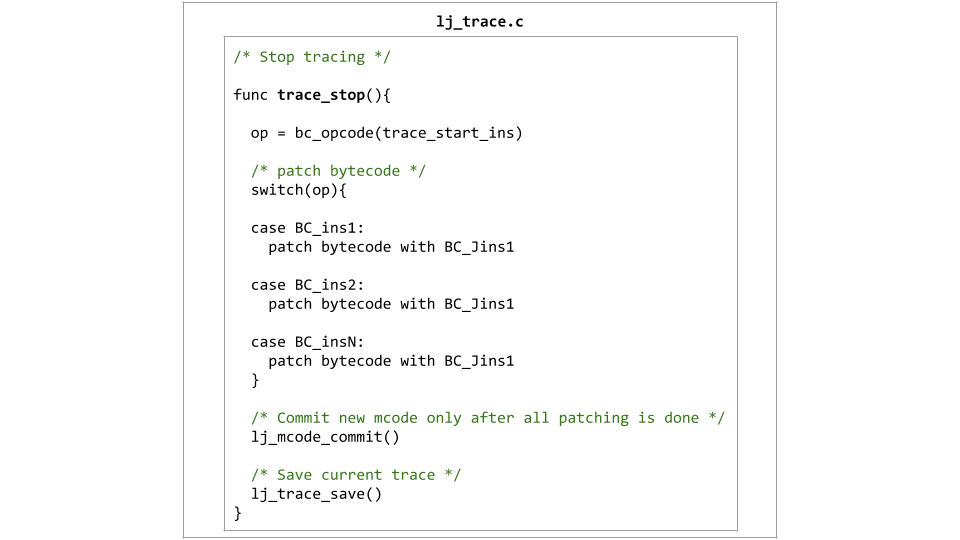 lj_trace.c
/* Stop tracing */
func trace_stop(){
op = bc_opcode(trace_start_ins)
/* patch bytecode */
switch(op){
case BC_ins1:
patch bytecode with BC_Jins1
case BC_ins2:
patch bytecode with BC_Jins1
case BC_insN:
patch bytecode with BC_Jins1
}
/* Commit new mcode only after all patching is done */
lj_mcode_commit()
/* Save current trace */
lj_trace_save()
}